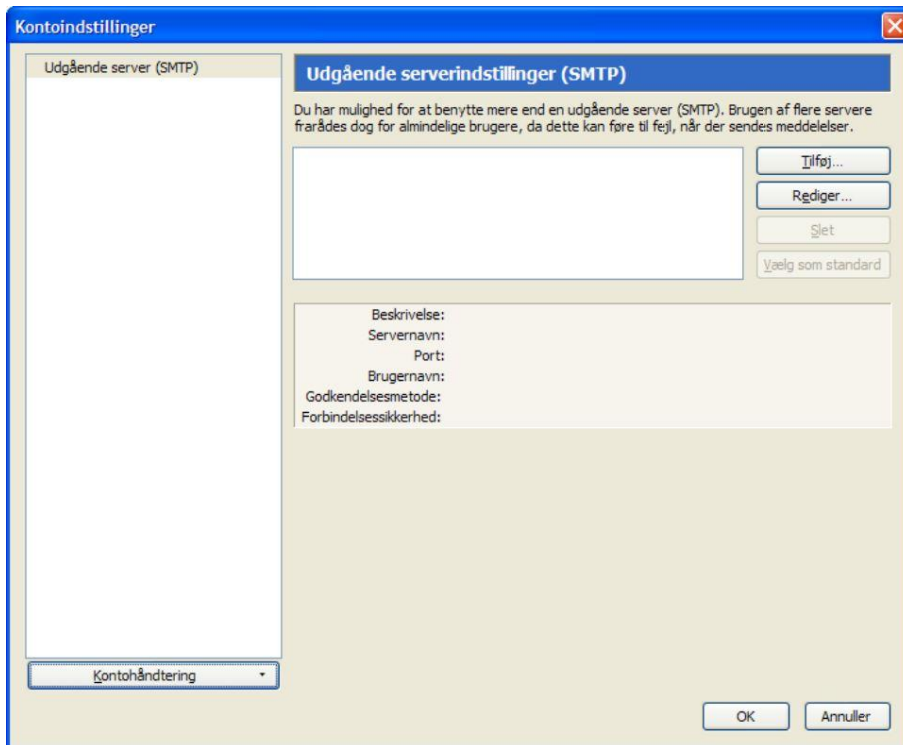 Kontoindstillinger
Udgående server (SMTP)
Udgående serverindstillinger (SMTP)
Du har mulighed for at benytte mere end en udgående server (SMTP). Brugen af flere servere
frarådes dog for almindelige brugere, da dette kan føre til fejl, når der sendes meddelelser.
Tilføj...
Rediger...
Slet
Vælg som standard
Beskrivelse:
Servernavn:
Port:
Brugernavn:
Godkendelsesmetode:
Forbindelsessikkerhed:
Kontohåndtering
OK
Annuller